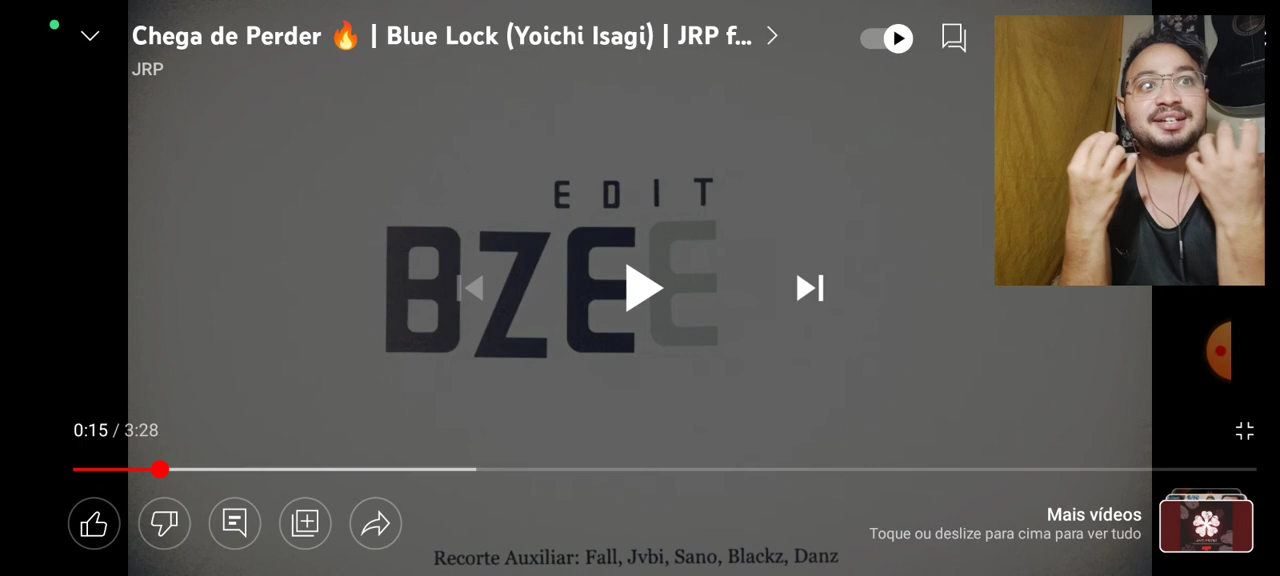 Chega de Perder 🔥 | Blue Lock (Yoichi Isagi) | JRP f...
JRP
EDIT
BZEE
0:15 / 3:28
Mais vídeos
Toque ou deslize para cima para ver tudo
Recorte Auxiliar: Fall, Jvbi, Sano, Blackz, Danz